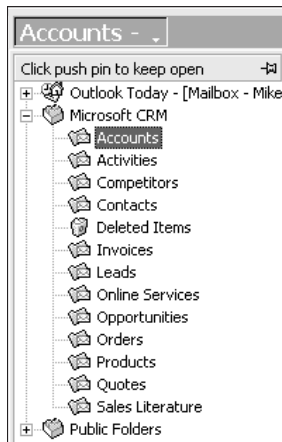 Accounts -
Click push pin to keep open
Outlook Today - [Mailbox - Mike
Microsoft CRM
Accounts
Activities
Competitors
Contacts
Deleted Items
Invoices
Leads
Online Services
Opportunities
Orders
Products
Quotes
Sales Literature
Public Folders